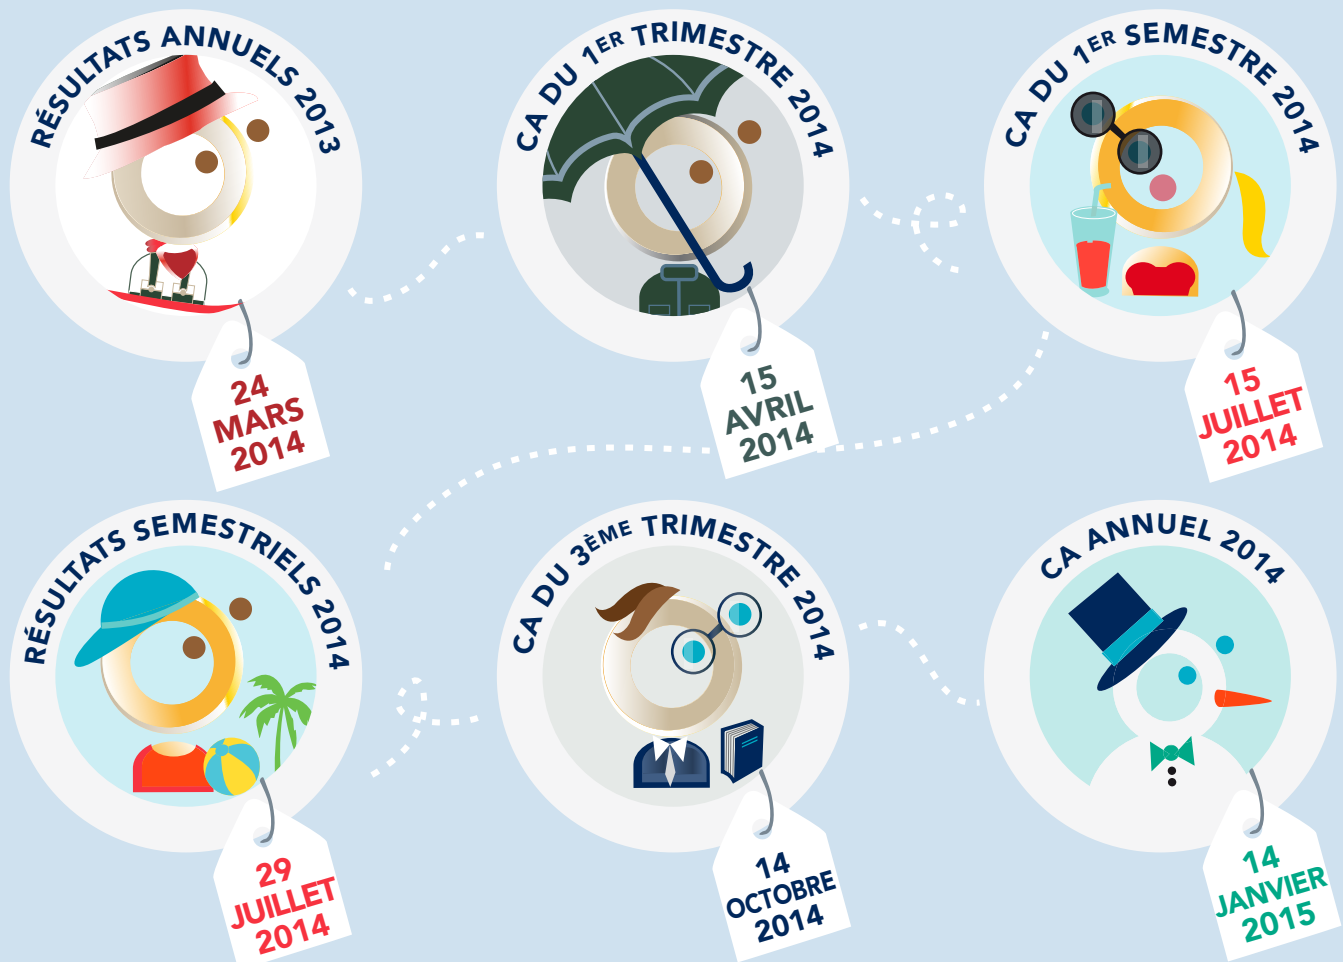 RÉSULTATS ANNUELS 2013
24
MARS
2014
CA DU 1ER TRIMESTRE 2014
15
AVRIL
2014
CA DU 1ER SEMESTRE 2014
15
JUILLET
2014
RÉSULTATS SEMESTRIELS 2014
29
JUILLET
2014
CA DU 3ÈME TRIMESTRE 2014
14
OCTOBRE
2014
CA ANNUEL 2014
14
JANVIER
2015